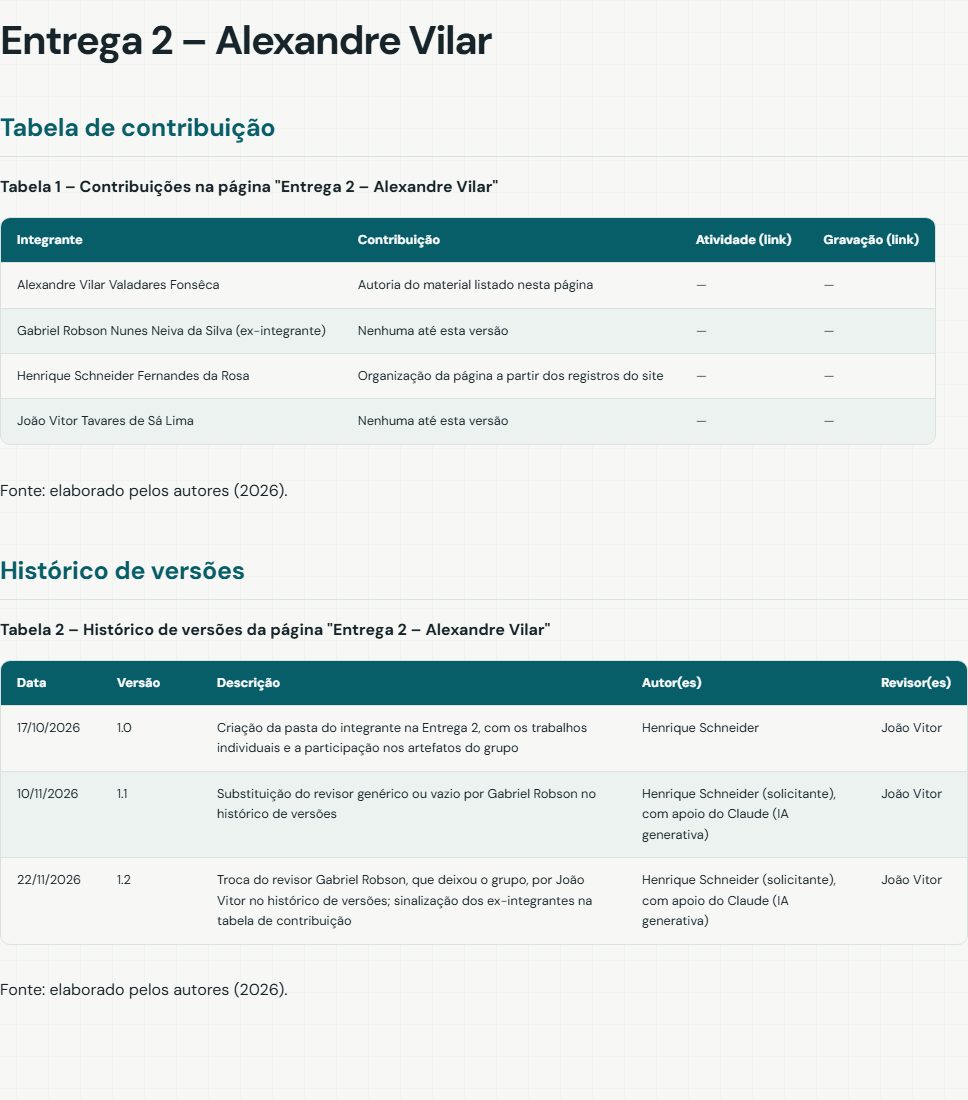 Entrega 2 – Alexandre Vilar
Tabela de contribuição
Tabela 1 – Contribuições na página "Entrega 2 – Alexandre Vilar"
Integrante Contribuição Atividade (link) Gravação (link)
Alexandre Vilar Valadares Fonsêca Autoria do material listado nesta página — —
Gabriel Robson Nunes Neiva da Silva (ex-integrante) Nenhuma até esta versão — —
Henrique Schneider Fernandes da Rosa Organização da página a partir dos registros do site — —
João Vitor Tavares de Sá Lima Nenhuma até esta versão — —
Fonte: elaborado pelos autores (2026).
Histórico de versões
Tabela 2 – Histórico de versões da página "Entrega 2 – Alexandre Vilar"
Data Versão Descrição Autor(es) Revisor(es)
17/10/2026 1.0 Criação da pasta do integrante na Entrega 2, com os trabalhos Henrique Schneider João Vitor
individuais e a participação nos artefatos do grupo
10/11/2026 1.1 Substituição do revisor genérico ou vazio por Gabriel Robson no Henrique Schneider (solicitante), João Vitor
histórico de versões com apoio do Claude (IA
generativa)
22/11/2026 1.2 Troca do revisor Gabriel Robson, que deixou o grupo, por João Henrique Schneider (solicitante), João Vitor
Vitor no histórico de versões; sinalização dos ex-integrantes na com apoio do Claude (IA
tabela de contribuição generativa)
Fonte: elaborado pelos autores (2026).